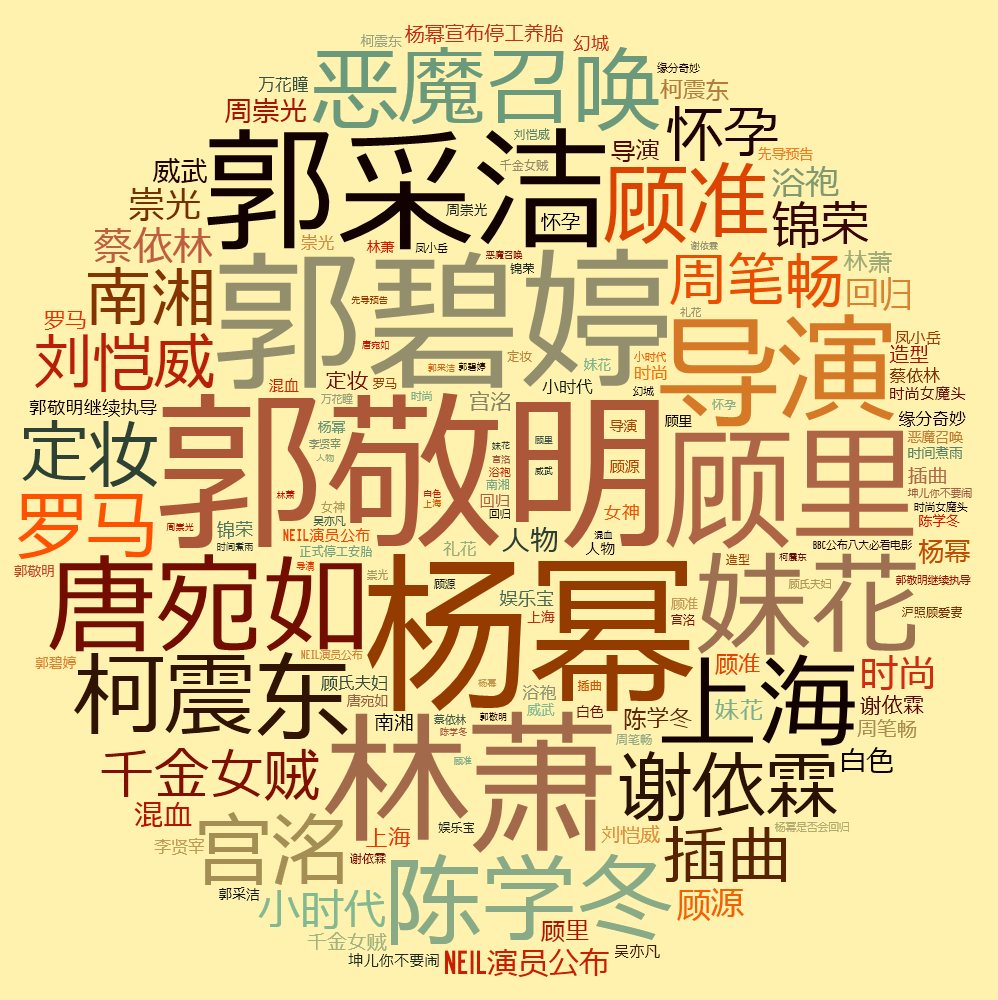 杨幂宣布停工养胎
柯震东
幻城
恶魔召唤
缘分奇妙
万花瞳
柯震东
周崇光
怀孕
郭采洁
刘恺威
导演
先导预告
千金女贼
威武
顾准
浴袍
崇光
周崇光
怀孕
锦荣
蔡依林
崇光
林萧
凤小岳
谢依霖
恶魔召唤
周笔畅
林萧
郭碧婷
锦荣
南湘
回归
先导预告
礼花
罗马
导演
凤小岳
刘恺威
唐宛如
造型
小时代
定妆
妹花
郭采洁
郭碧婷
时尚
蔡依林
定妆
罗马
混血
小时代
幻城
时尚女魔头
郭敬明继续执导
万花瞳
时尚
宫洺
怀孕
缘分奇妙
郭敬明
杨幂
导演
顾里
定妆
李贤宰
妹花
顾里
恶魔召唤
人物
宫洺
顾源
时间煮雨
浴袍
威武
顾里
插曲
南湘
罗马
林萧
白色
上海
回归
坤儿你不要闹
女神
回归
女神
时尚女魔头
周崇光
吴亦凡
陈学冬
锦荣
NEIL演员公布
人物
混血
时间煮雨
正式停工安胎
礼花
人物
BBC公布八大必看电影
杨幂
导演
造型
柯震东
郭敬明
唐宛如
崇光
顾源
杨幂
妹花
顾氏夫妇
郭敬明继续执导
娱乐宝
顾准
上海
宫洺
沪照顾爱妻
郭碧婷
NEIL演员公布
柯震东
顾氏夫妇
杨幂
浴袍
插曲
上海
顾准
时尚
唐宛如
威武
白色
妹花
谢依霖
南湘
蔡依林
郭敬明
陈学冬
陈学冬
周笔畅
林萧
周笔畅
千金女贼
顾准
谢依霖
白色
混血
宫洺
上海
娱乐宝
刘恺威
杨幂是否会回归
李贤宰
谢依霖
插曲
陈学冬
郭采洁
小时代
顾源
千金女贼
顾里
坤儿你不要闹
NEIL演员公布
吴亦凡